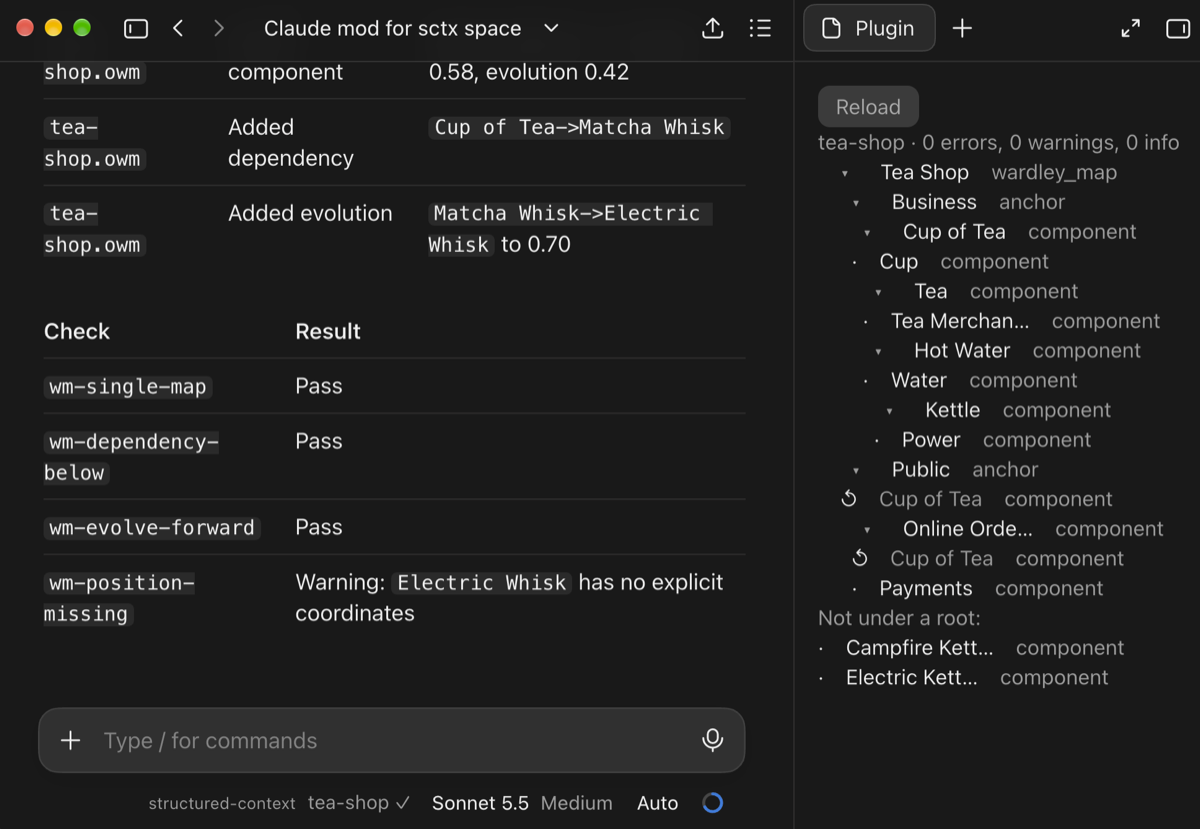 Claude mod for sctx space
Plugin
shop.owm component 0.58, evolution 0.42
tea-
shop.owm
Added
dependency
Cup of Tea->Matcha Whisk
tea-
shop.owm
Added evolution
Matcha Whisk->Electric
Whisk to 0.70
Check Result
wm-single-map Pass
wm-dependency-
below
Pass
wm-evolve-forward Pass
wm-position-
missing
Warning: Electric Whisk has no explicit
coordinates
Type / for commands
structured-context tea-shop ✓ Sonnet 5.5 Medium Auto
Reload
tea-shop · 0 errors, 0 warnings, 0 info
Tea Shop wardley_map
Business anchor
Cup of Tea component
Cup component
Tea component
Tea Merchan... component
Hot Water component
Water component
Kettle component
Power component
Public anchor
Cup of Tea component
Online Orde... component
Cup of Tea component
Payments component
Not under a root:
Campfire Kett... component
Electric Kett... component